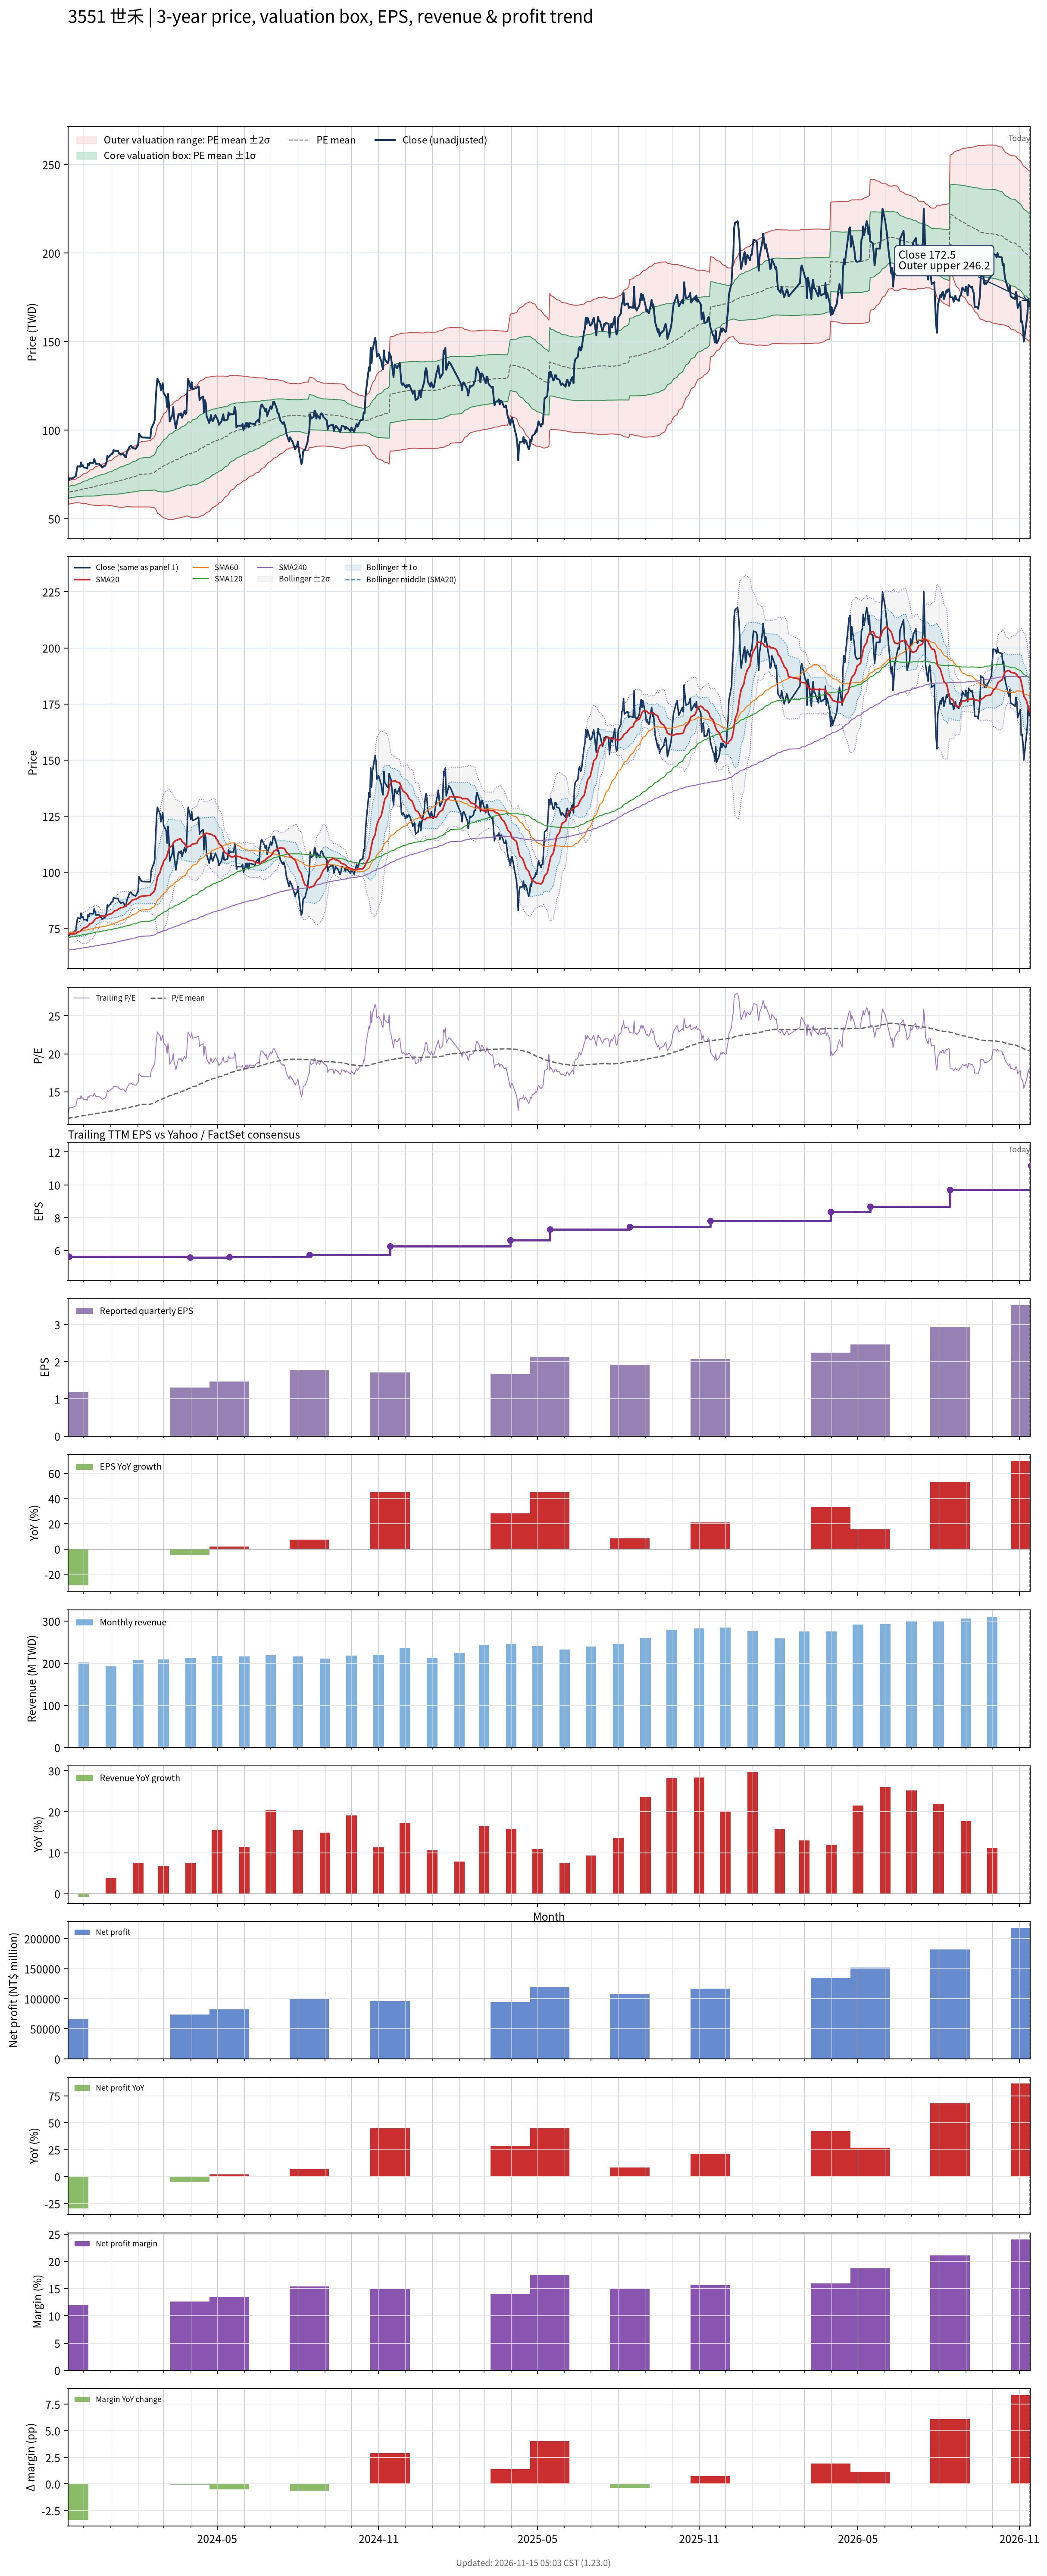 3551 世禾 | 3-year price, valuation box, EPS, revenue & profit trend
Outer valuation range: PE mean ±2σ
Core valuation box: PE mean ±1σ
PE mean
Close (unadjusted)
Today
Close 172.5
Outer upper 246.2
Price (TWD)
250
200
150
100
50
Close (same as panel 1)
SMA20
SMA60
SMA120
SMA240
Bollinger ±2σ
Bollinger ±1σ
Bollinger middle (SMA20)
Price
225
200
175
150
125
100
75
Trailing P/E
P/E mean
P/E
25
20
15
Trailing TTM EPS vs Yahoo / FactSet consensus
Today
EPS
12
10
8
6
Reported quarterly EPS
EPS
3
2
1
0
EPS YoY growth
YoY (%)
60
40
20
0
-20
Monthly revenue
Revenue (M TWD)
300
200
100
0
Revenue YoY growth
YoY (%)
30
20
10
0
Month
Net profit
Net profit (NT$ million)
200000
150000
100000
50000
0
Net profit YoY
YoY (%)
75
50
25
0
-25
Net profit margin
Margin (%)
25
20
15
10
5
0
Margin YoY change
Δ margin (pp)
7.5
5.0
2.5
0.0
-2.5
2024-05
2024-11
2025-05
2025-11
2026-05
2026-11
Updated: 2026-11-15 05:03 CST (1.23.0)